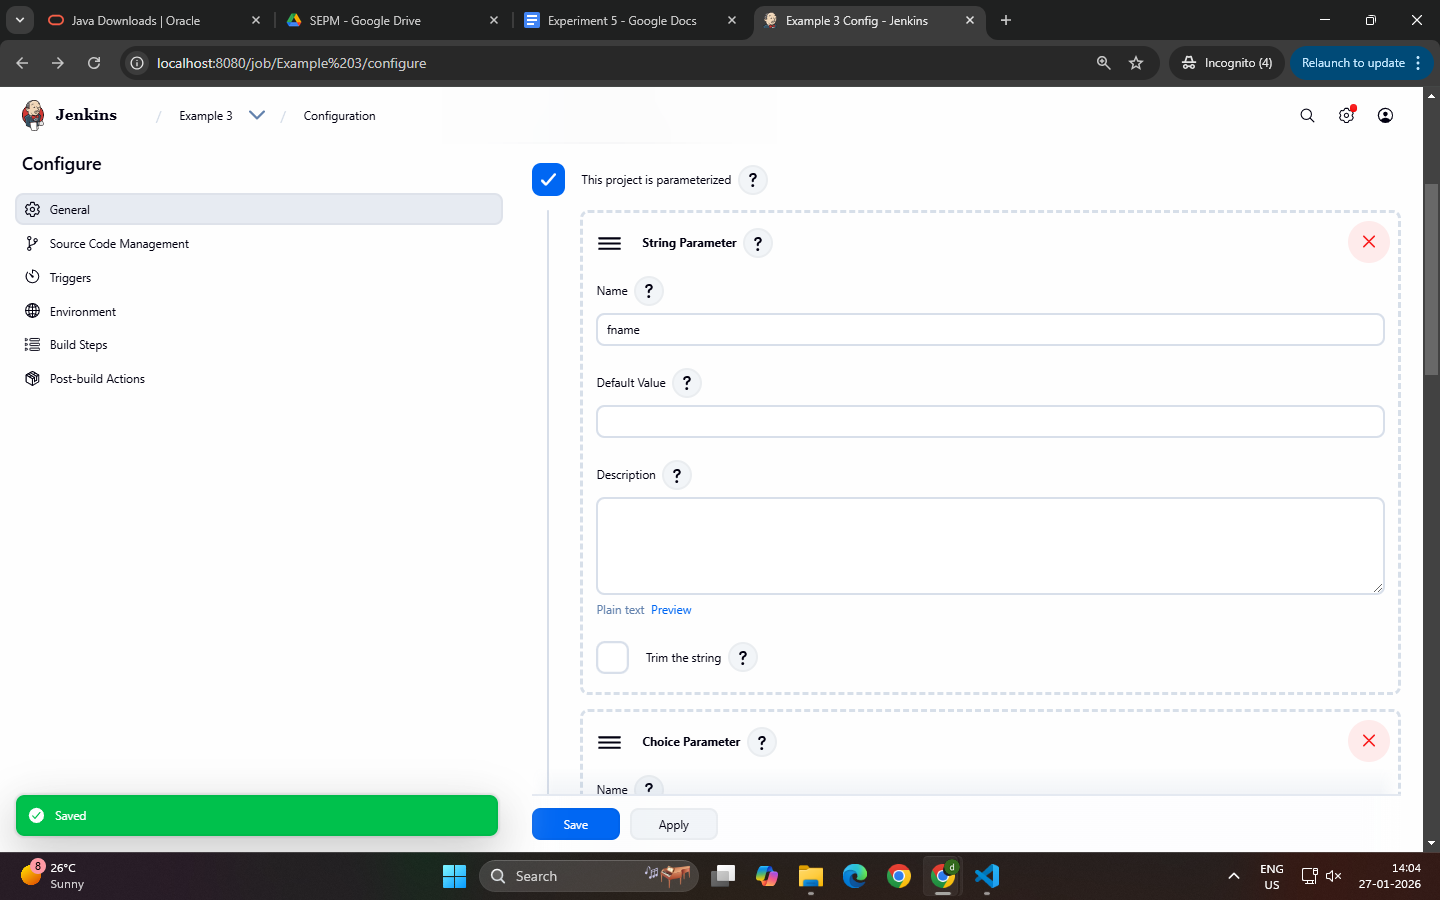 Java Downloads | Oracle
SEPM - Google Drive
Experiment 5 - Google Docs
Example 3 Config - Jenkins
localhost:8080/job/Example%203/configure
Incognito (4)
Relaunch to update
Jenkins
/
Example 3
/
Configuration
Configure
General
Source Code Management
Triggers
Environment
Build Steps
Post-build Actions
This project is parameterized ?
String Parameter ?
Name ?
fname
Default Value ?
Description ?
Plain text Preview
Trim the string ?
Choice Parameter ?
Name ?
Saved
Save
Apply
8
26°C
Sunny
Search
d
ENG
US
14:04
27-01-2026